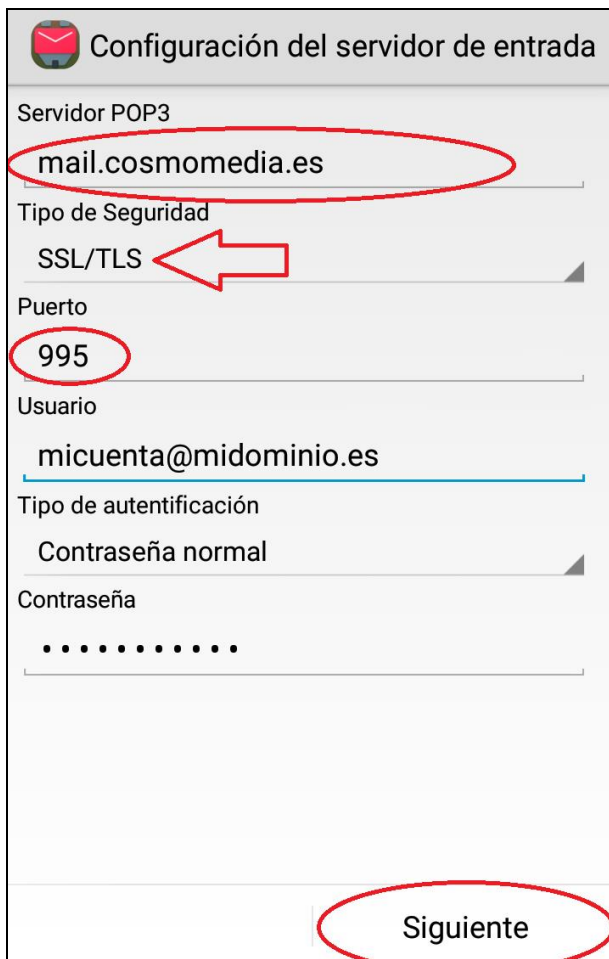 Configuración del servidor de entrada
Servidor POP3
mail.cosmomedia.es
Tipo de Seguridad
SSL/TLS
Puerto
995
Usuario
micuenta@midominio.es
Tipo de autentificación
Contraseña normal
Contraseña
...........
Siguiente